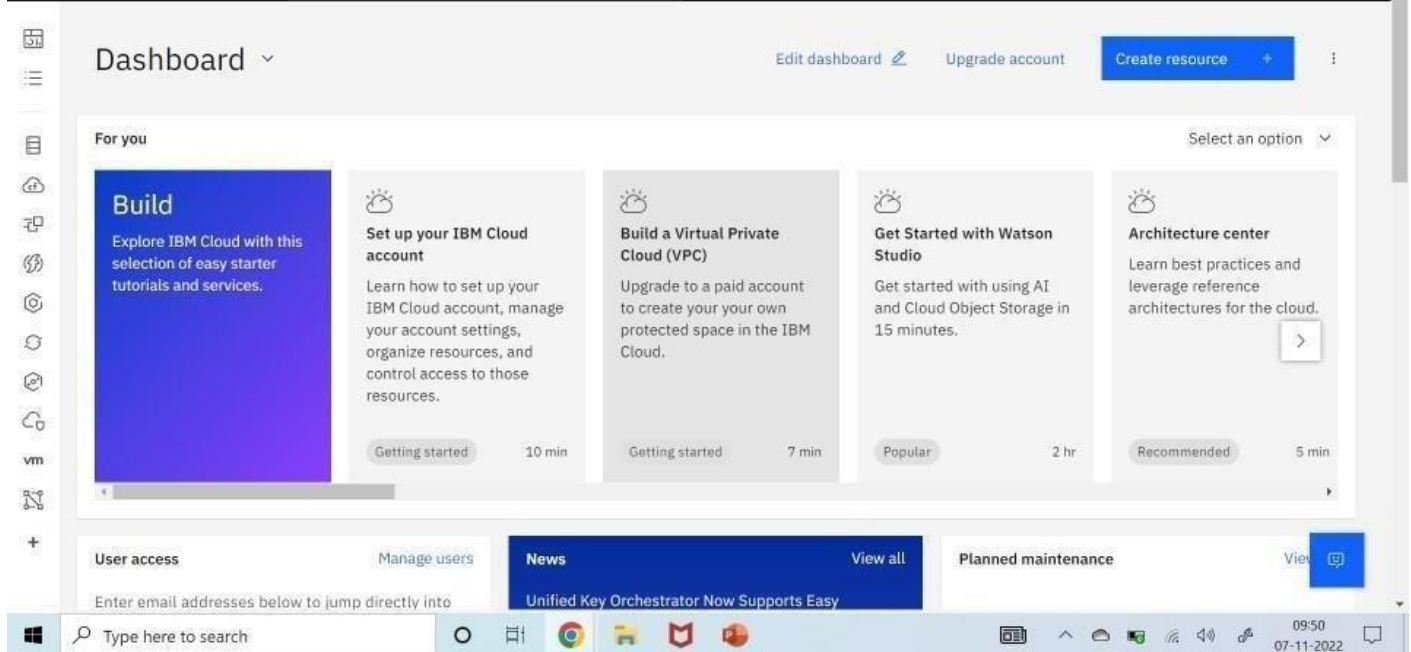 Dashboard
Edit dashboard
Upgrade account
Create resource +
For you
Select an option
Build
Explore IBM Cloud with this
selection of easy starter
tutorials and services.
Set up your IBM Cloud
account
Learn how to set up your
IBM Cloud account, manage
your account settings,
organize resources, and
control access to those
resources.
Getting started
10 min
Build a Virtual Private
Cloud (VPC)
Upgrade to a paid account
to create your your own
protected space in the IBM
Cloud.
Getting started
7 min
Get Started with Watson
Studio
Get started with using AI
and Cloud Object Storage in
15 minutes.
Popular
2 hr
Architecture center
Learn best practices and
leverage reference
architectures for the cloud.
Recommended
5 min
vm
+
User access
Manage users
Enter email addresses below to jump directly into
News
View all
Unified Key Orchestrator Now Supports Easy
Planned maintenance
Type here to search
09:50
07-11-2022